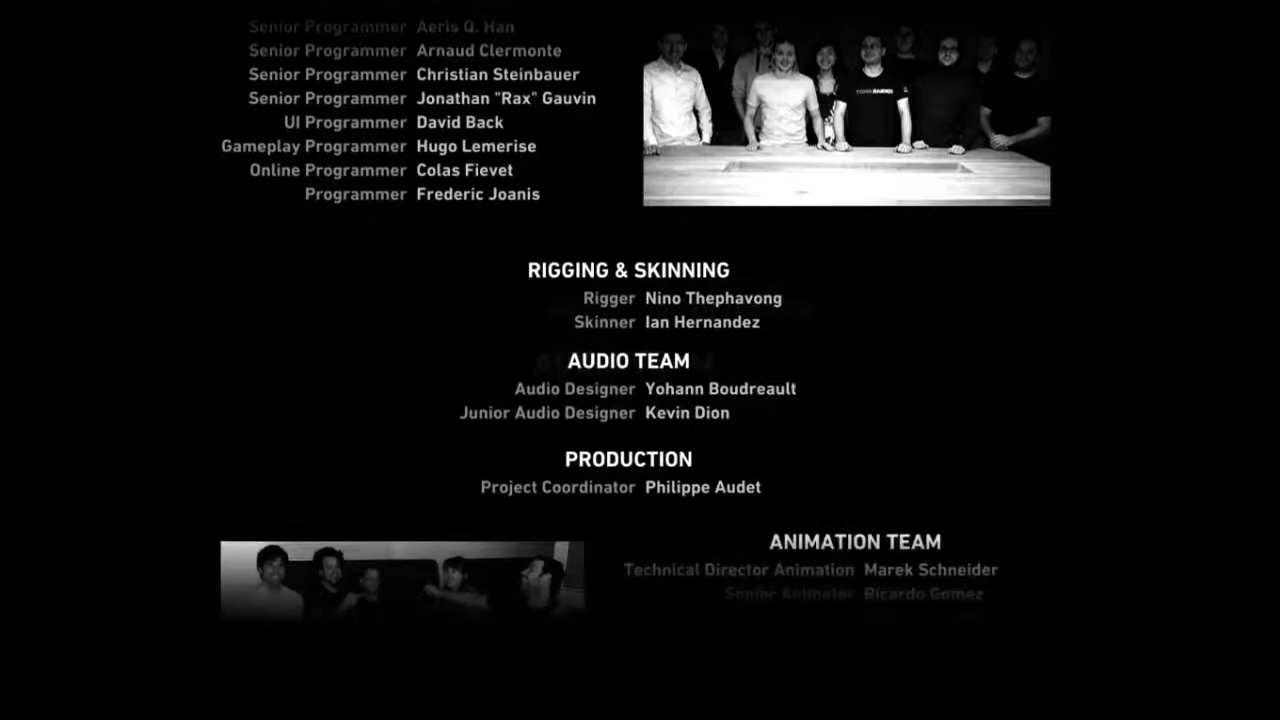 Senior Programmer Aeris Q. Han
Senior Programmer Arnaud Clermonte
Senior Programmer Christian Steinbauer
Senior Programmer Jonathan "Rax" Gauvin
UI Programmer David Back
Gameplay Programmer Hugo Lemerise
Online Programmer Colas Fievet
Programmer Frederic Joanis
RIGGING & SKINNING
Rigger Nino Thephavong
Skinner Ian Hernandez
AUDIO TEAM
Audio Designer Yohann Boudreault
Junior Audio Designer Kevin Dion
PRODUCTION
Project Coordinator Philippe Audet
ANIMATION TEAM
Technical Director Animation Marek Schneider
Senior Animator Ricardo Gomez